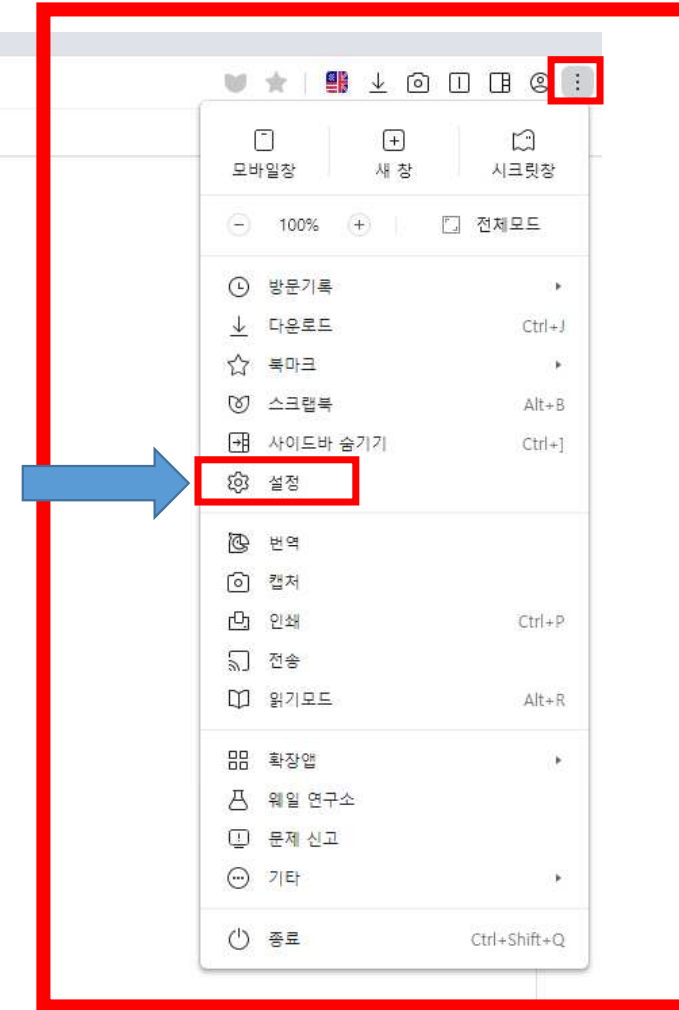 모바일창 새 창 시크릿창
100% 전체모드
방문기록
다운로드 Ctrl+J
북마크
스크랩북 Alt+B
사이드바 숨기기 Ctrl+]
설정
번역
캡처
인쇄 Ctrl+P
전송
읽기모드 Alt+R
확장앱
웨일 연구소
문제 신고
기타
종료 Ctrl+Shift+Q